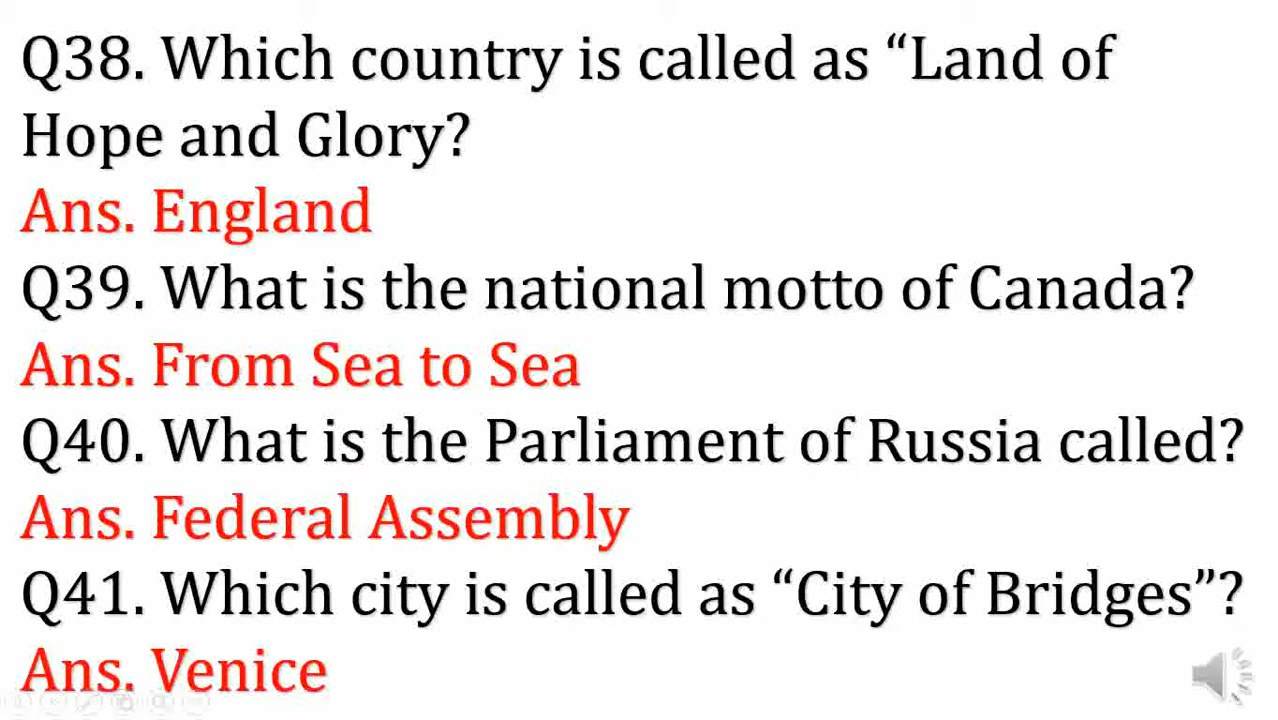 Q38. Which country is called as “Land of
Hope and Glory?
Ans. England
Q39. What is the national motto of Canada?
Ans. From Sea to Sea
Q40. What is the Parliament of Russia called?
Ans. Federal Assembly
Q41. Which city is called as “City of Bridges”?
Ans. Venice